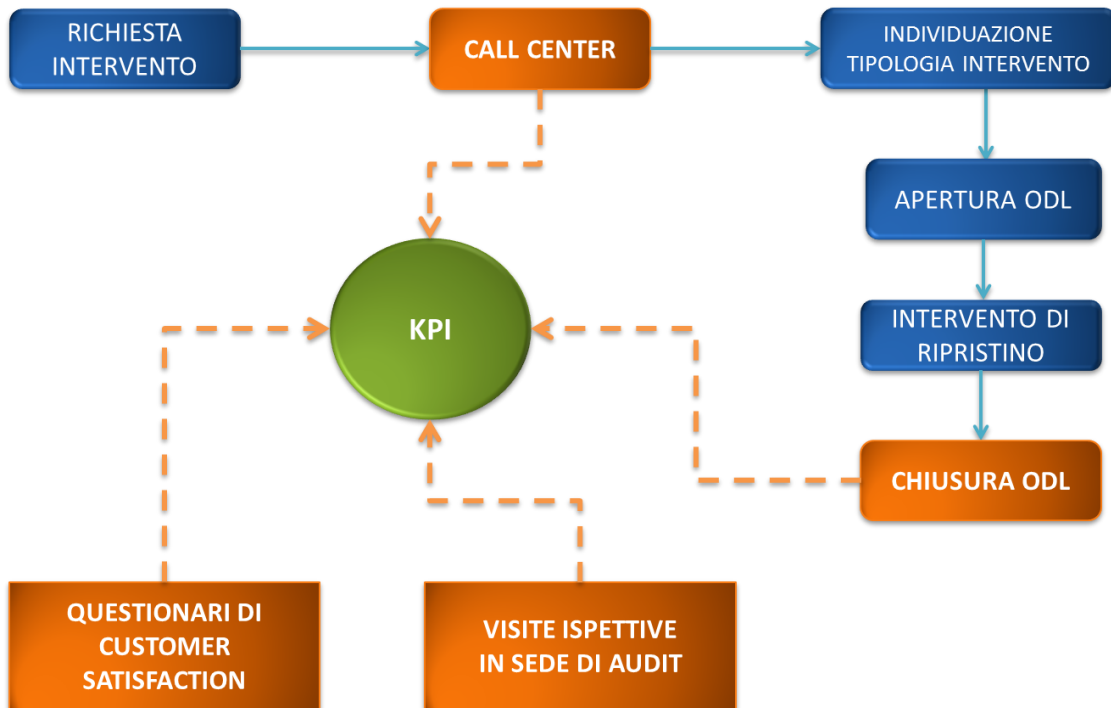 RICHIESTA
INTERVENTO
CALL CENTER
INDIVIDUAZIONE
TIPOLOGIA INTERVENTO
APERTURA ODL
KPI
INTERVENTO DI
RIPRISTINO
CHIUSURA ODL
QUESTIONARI DI
CUSTOMER
SATISFACTION
VISITE ISPETTIVE
IN SEDE DI AUDIT